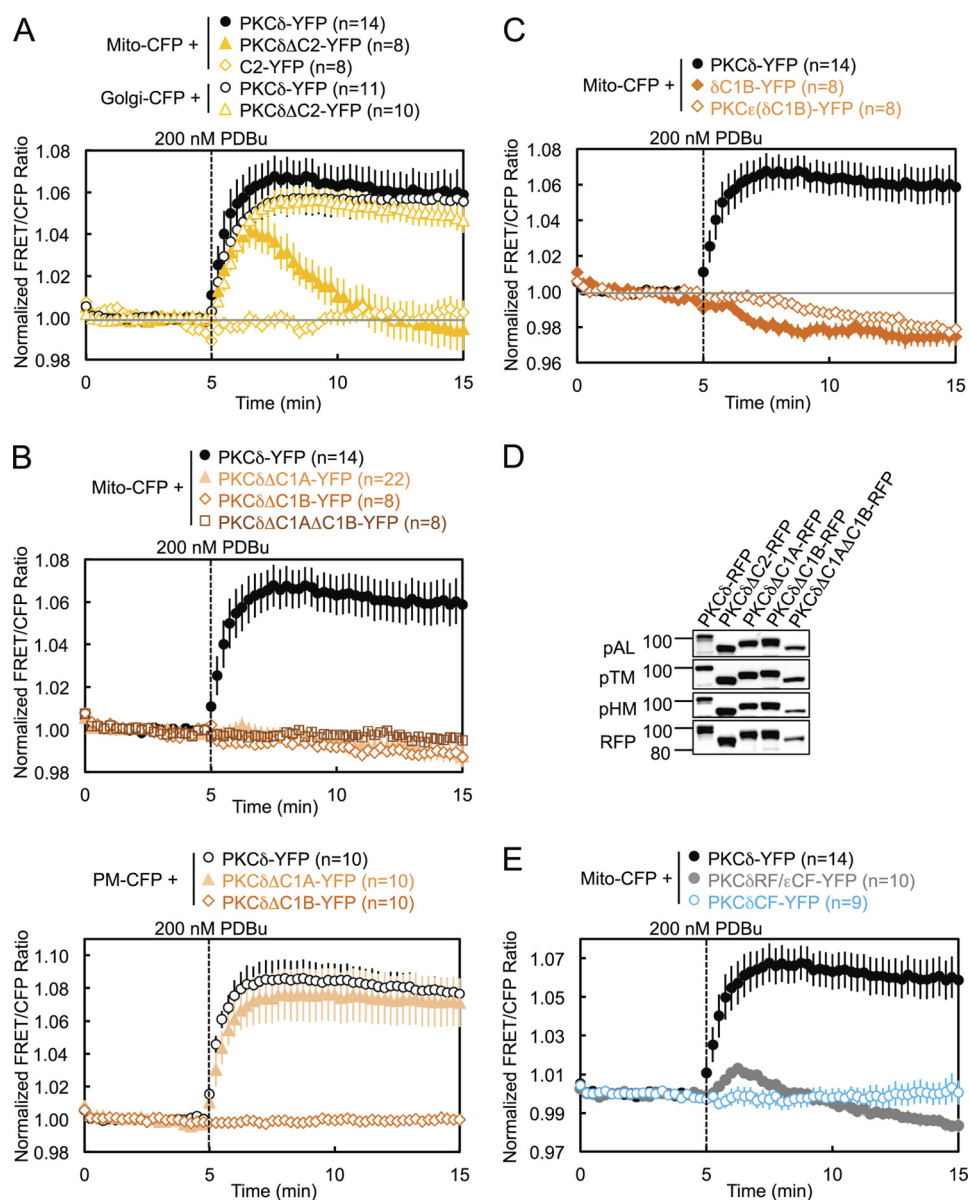 A
Mito-CFP +
PKCδ-YFP (n=14)
PKCδΔC2-YFP (n=8)
C2-YFP (n=8)
Golgi-CFP +
PKCδ-YFP (n=11)
PKCδΔC2-YFP (n=10)
200 nM PDBu
Normalized FRET/CFP Ratio
1.08
1.06
1.04
1.02
1.00
0.98
0
5
10
15
Time (min)
C
Mito-CFP +
PKCδ-YFP (n=14)
δC1B-YFP (n=8)
PKCε(δC1B)-YFP (n=8)
200 nM PDBu
Normalized FRET/CFP Ratio
1.08
1.06
1.04
1.02
1.00
0.98
0.96
0
5
10
15
Time (min)
B
Mito-CFP +
PKCδ-YFP (n=14)
PKCδΔC1A-YFP (n=22)
PKCδΔC1B-YFP (n=8)
PKCδΔC1AΔC1B-YFP (n=8)
200 nM PDBu
Normalized FRET/CFP Ratio
1.08
1.06
1.04
1.02
1.00
0.98
0
5
10
15
Time (min)
D
PKCδ-RFP
PKCδΔC2-RFP
PKCδΔC1A-RFP
PKCδΔC1B-RFP
PKCδΔC1AΔC1B-RFP
pAL 100
pTM 100
pHM 100
RFP 100
80
PM-CFP +
PKCδ-YFP (n=10)
PKCδΔC1A-YFP (n=10)
PKCδΔC1B-YFP (n=10)
200 nM PDBu
Normalized FRET/CFP Ratio
1.10
1.08
1.06
1.04
1.02
1.00
0.98
0
5
10
15
Time (min)
E
Mito-CFP +
PKCδ-YFP (n=14)
PKCδRF/εCF-YFP (n=10)
PKCδCF-YFP (n=9)
200 nM PDBu
Normalized FRET/CFP Ratio
1.07
1.05
1.03
1.01
0.99
0.97
0
5
10
15
Time (min)